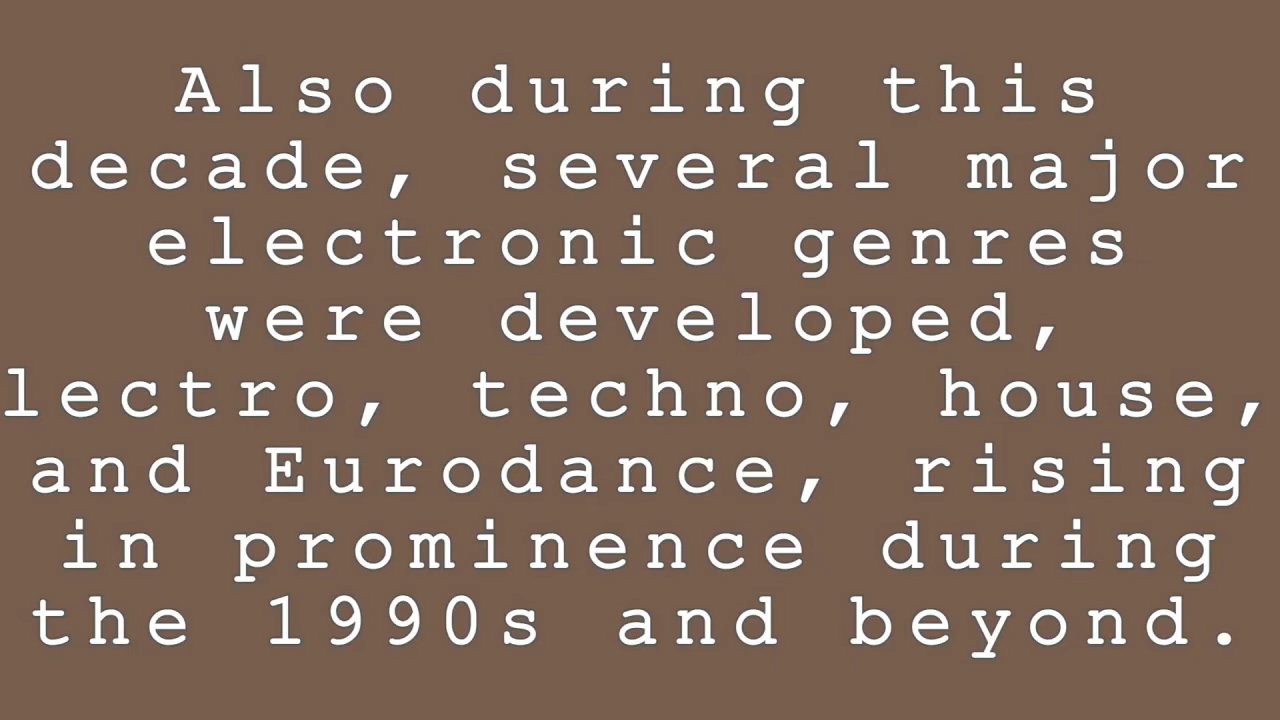 Also during this
decade, several major
electronic genres
were developed,
lectro, techno, house,
and Eurodance, rising
in prominence during
the 1990s and beyond.